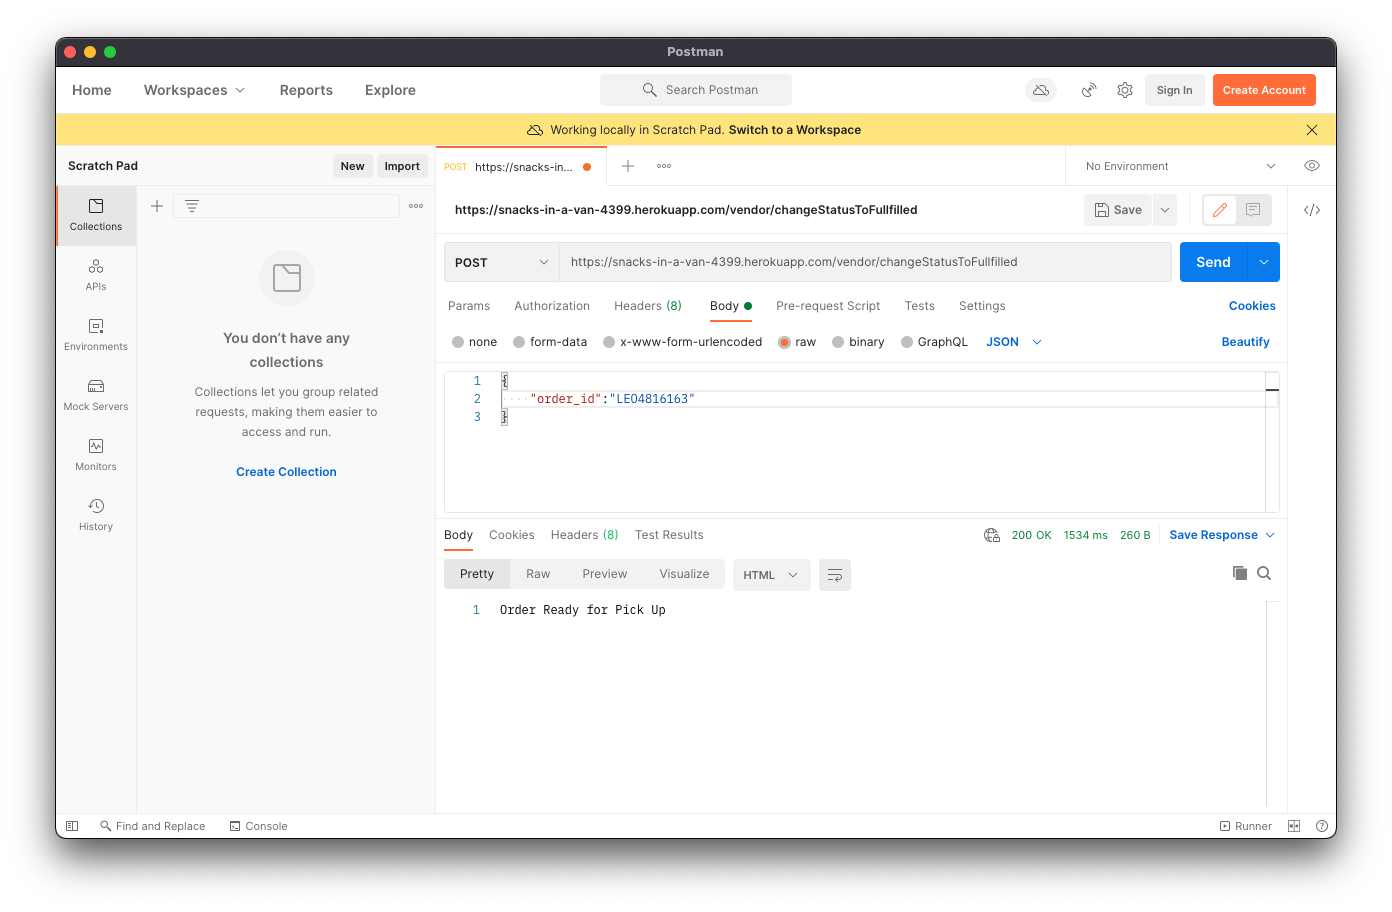 Postman
Home Workspaces Reports Explore Search Postman Sign In Create Account
Working locally in Scratch Pad. Switch to a Workspace
Scratch Pad New Import
POST https://snacks-in... No Environment
Collections
APIs
Environments
Mock Servers
Monitors
History
You don't have any
collections
Collections let you group related
requests, making them easier to
access and run.
Create Collection
https://snacks-in-a-van-4399.herokuapp.com/vendor/changeStatusToFullfilled Save
POST https://snacks-in-a-van-4399.herokuapp.com/vendor/changeStatusToFullfilled Send
Params Authorization Headers (8) Body Pre-request Script Tests Settings Cookies
none form-data x-www-form-urlencoded raw binary GraphQL JSON Beautify
1 {
2 "order_id":"LEO4816163"
3 }
Body Cookies Headers (8) Test Results 200 OK 1534 ms 260 B Save Response
Pretty Raw Preview Visualize HTML
1 Order Ready for Pick Up
Find and Replace Console Runner